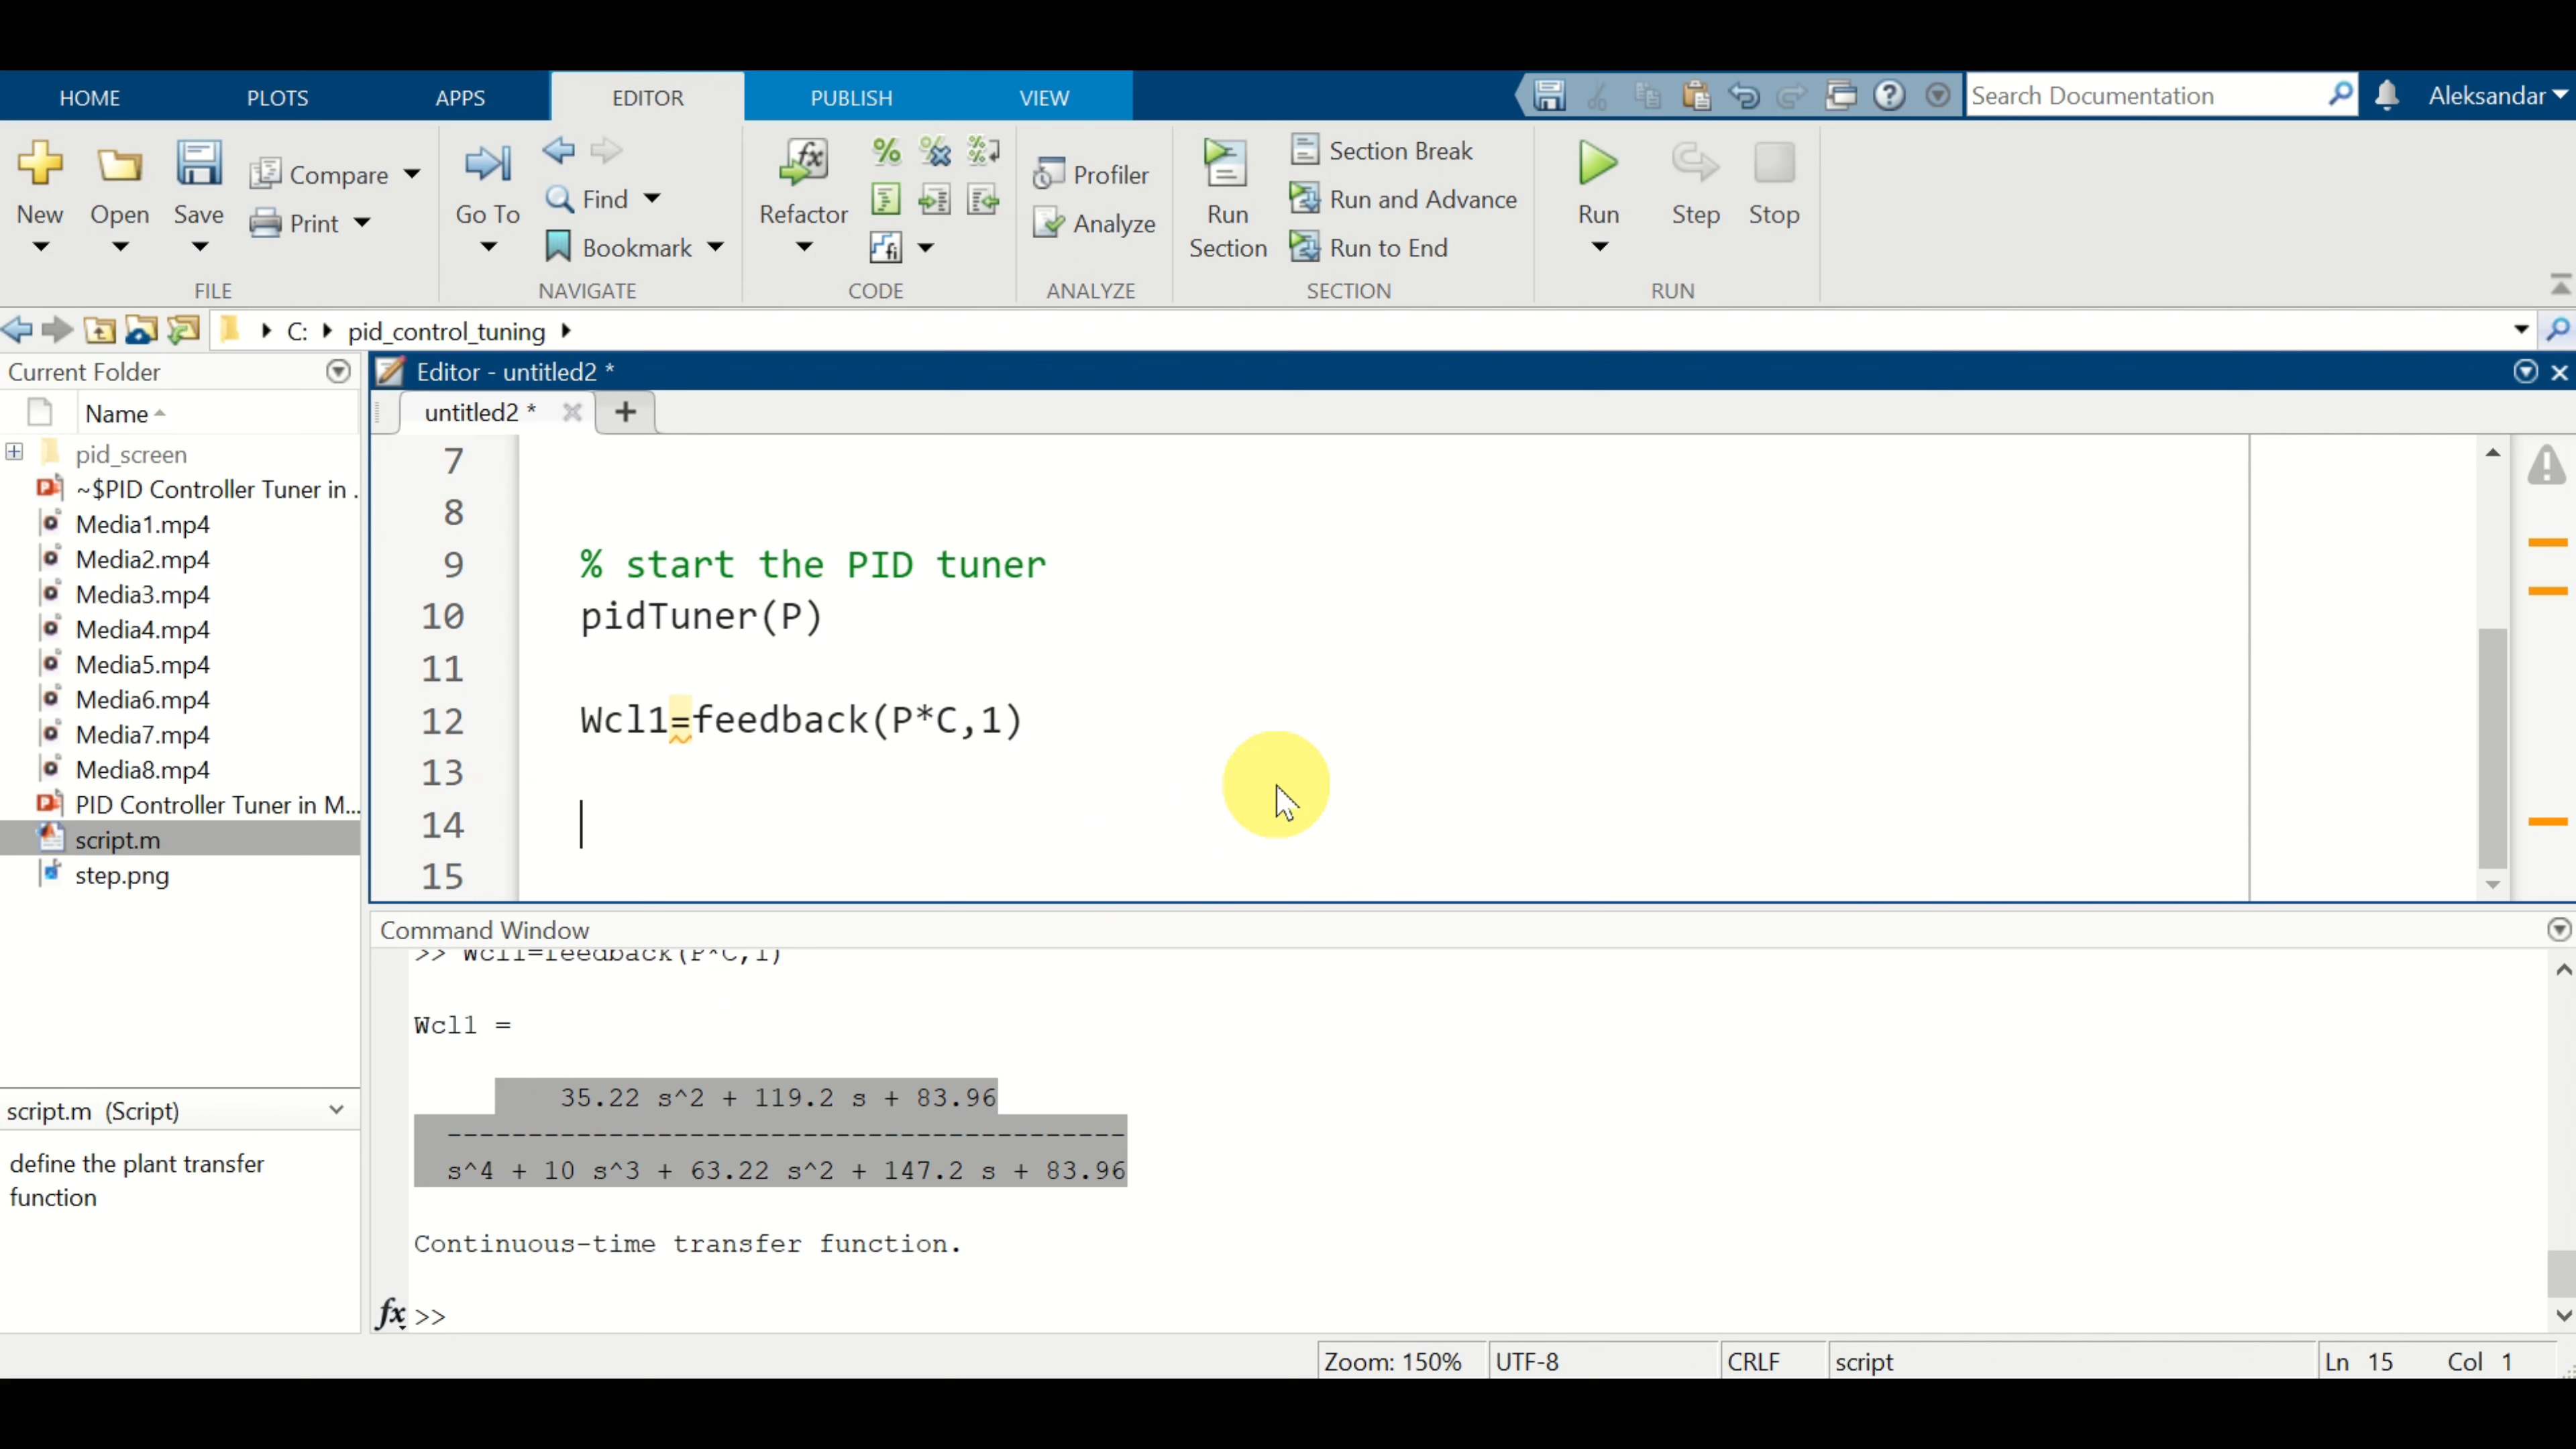 HOME PLOTS APPS EDITOR PUBLISH VIEW Search Documentation Aleksandar
New Open Save Compare Print
FILE
Go To Find Bookmark
NAVIGATE
Refactor
CODE
Profiler
Analyze
ANALYZE
Run Section
Section Break
Run and Advance
Run to End
SECTION
Run Step Stop
RUN
C: pid_control_tuning
Current Folder
Name
pid_screen
~$PID Controller Tuner in .
Media1.mp4
Media2.mp4
Media3.mp4
Media4.mp4
Media5.mp4
Media6.mp4
Media7.mp4
Media8.mp4
PID Controller Tuner in M...
script.m
step.png
script.m (Script)
define the plant transfer
function
Editor - untitled2 *
untitled2 *
7
8
9 % start the PID tuner
10 pidTuner(P)
11
12 Wcl1=feedback(P*C,1)
13
14
15
Command Window
>> Wcl1=feedback(P*C,1)
Wcl1 =
35.22 s^2 + 119.2 s + 83.96
------------------------------------------
s^4 + 10 s^3 + 63.22 s^2 + 147.2 s + 83.96
Continuous-time transfer function.
fx >>
Zoom: 150% UTF-8 CRLF script Ln 15 Col 1